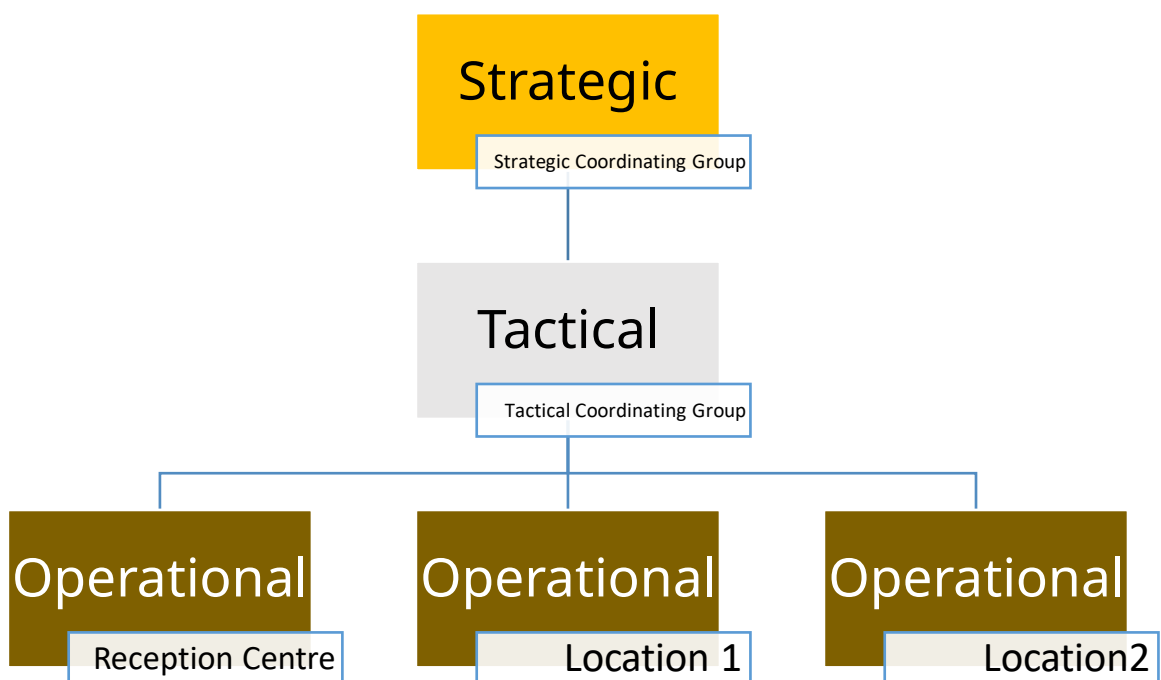 Strategic
Strategic Coordinating Group
Tactical
Tactical Coordinating Group
Operational
Reception Centre
Operational
Location 1
Operational
Location2